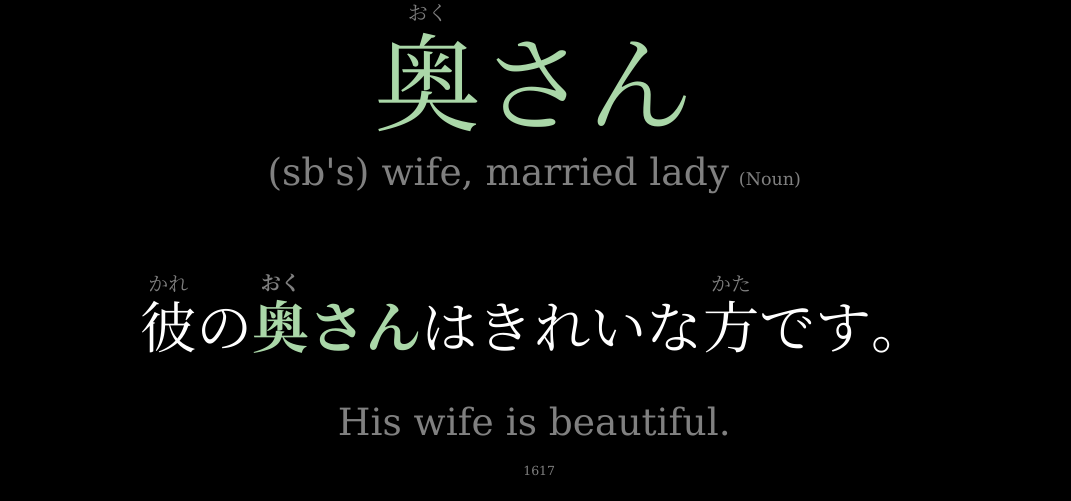 おく
奥さん
(sb's) wife, married lady (Noun)
かれ おく かた
彼の奥さんはきれいな方です。
His wife is beautiful.
1617